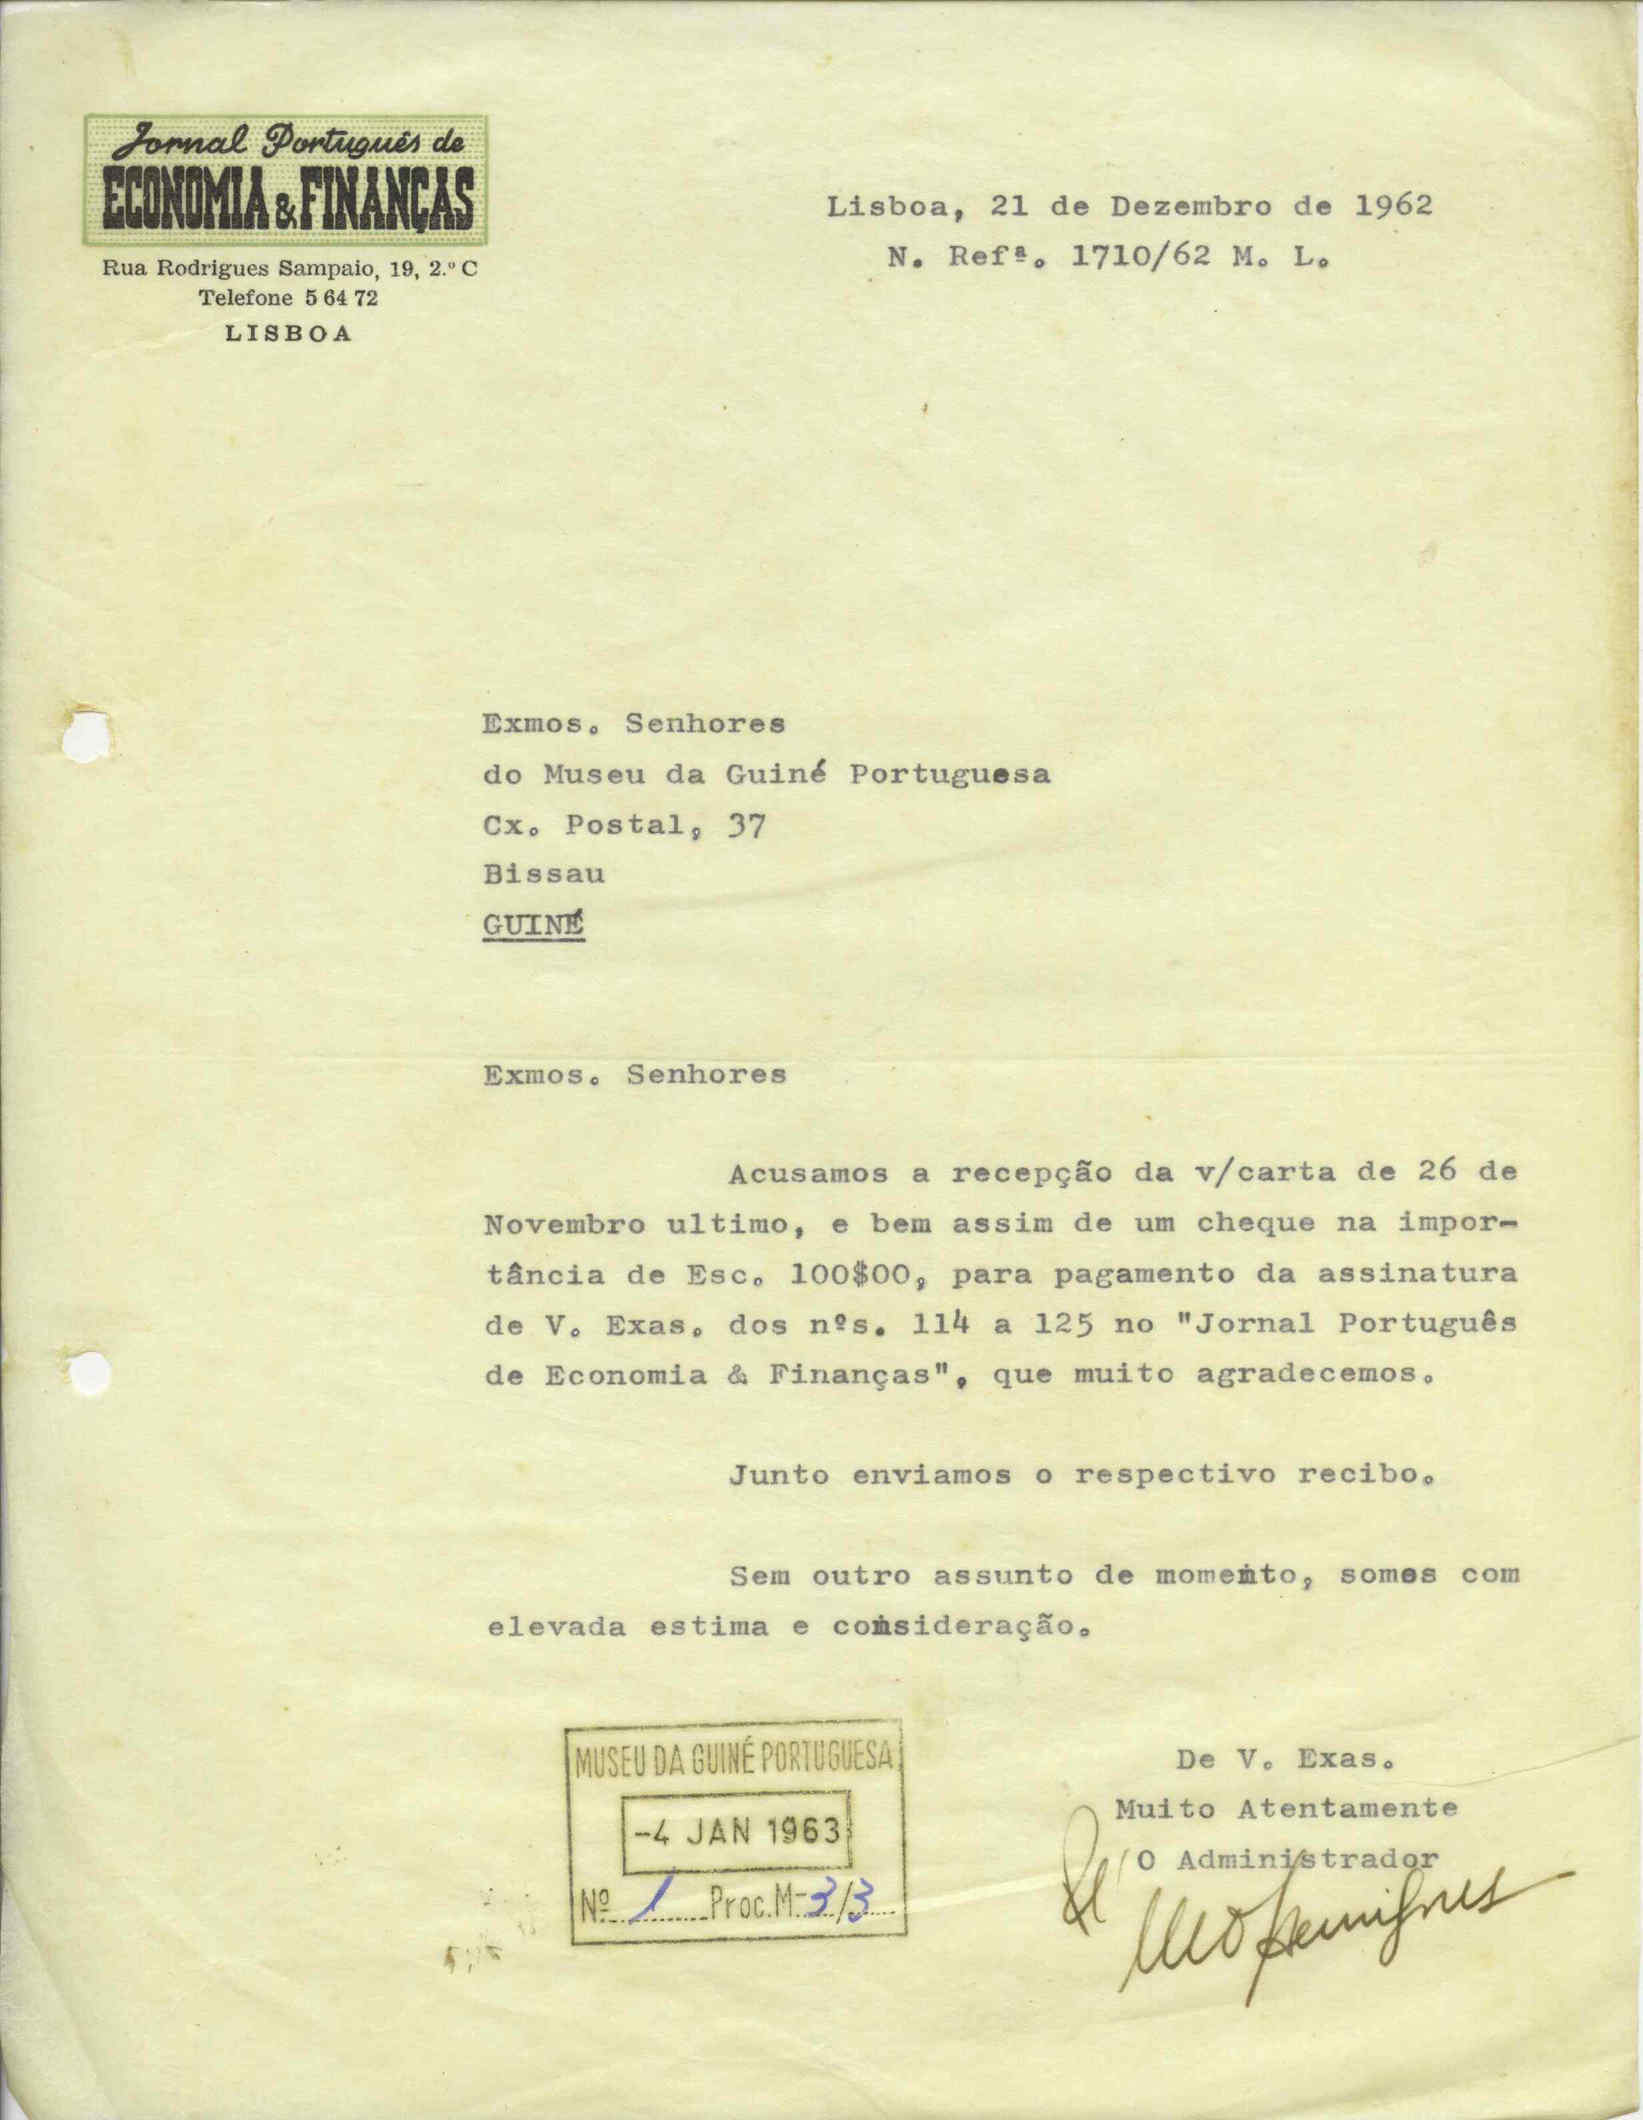 Jornal Português de
ECONOMIA & FINANÇAS
Rua Rodrigues Sampaio, 19, 2.º C
Telefone 5 64 72
LISBOA
Lisboa, 21 de Dezembro de 1962
N. Refª. 1710/62 M. L.
Exmos. Senhores
do Museu da Guiné Portuguesa
Cx. Postal, 37
Bissau
GUINÉ
Exmos. Senhores
Acusamos a recepção da v/carta de 26 de
Novembro ultimo, e bem assim de um cheque na impor-
tância de Esc. 100$00, para pagamento da assinatura
de V. Exas. dos nºs. 114 a 125 no "Jornal Português
de Economia & Finanças", que muito agradecemos.
Junto enviamos o respectivo recibo.
Sem outro assunto de momento, somos com
elevada estima e consideração.
De V. Exas.
Muito Atentamente
O Administrador
MUSEU DA GUINÉ PORTUGUESA
-4 JAN 1963
Nº 1 Proc. M-3/3